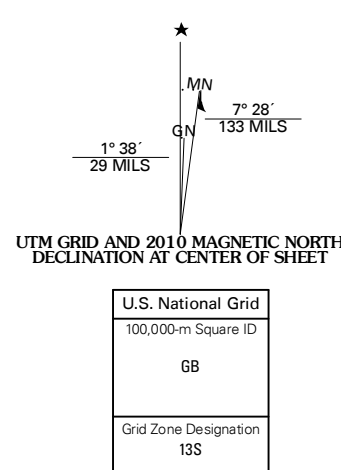 MN
GN
7° 28´
133 MILS
1° 38´
29 MILS
UTM GRID AND 2010 MAGNETIC NORTH
DECLINATION AT CENTER OF SHEET
U.S. National Grid
100,000-m Square ID
GB
Grid Zone Designation
13S